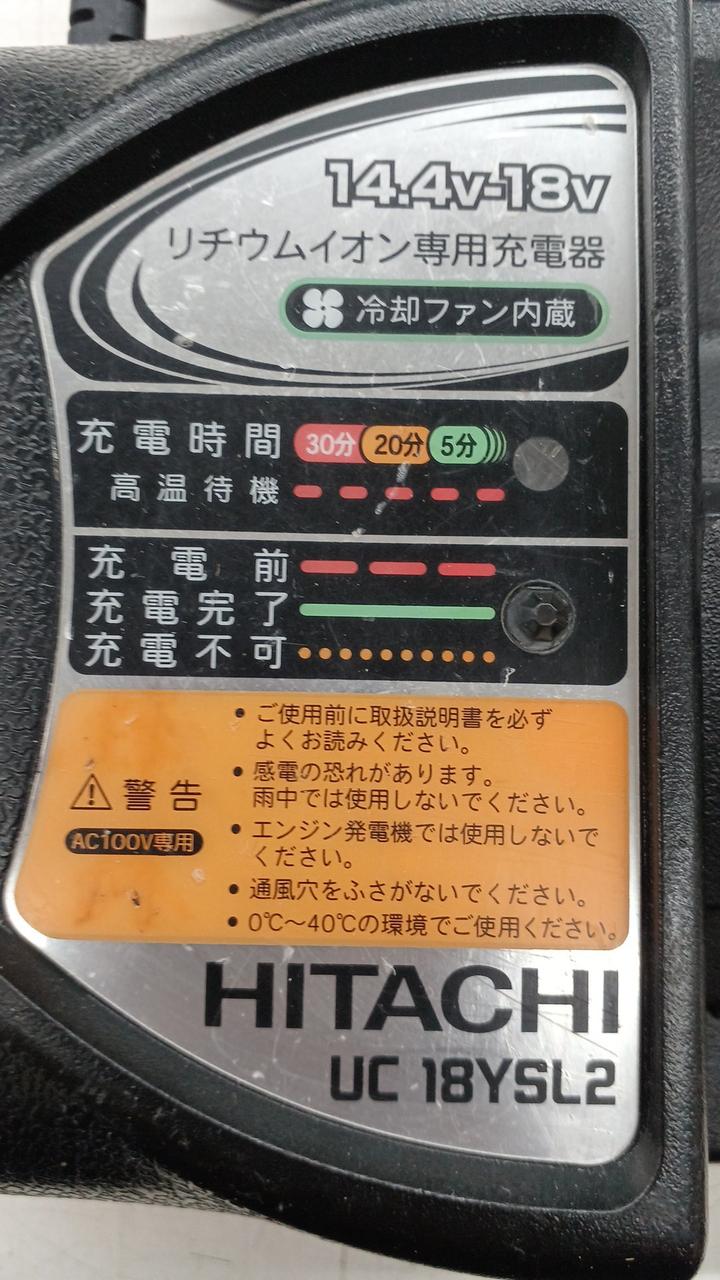 14.4v-18v
リチウムイオン専用充電器
冷却ファン内蔵
充電時間 30分 20分 5分
高温待機
充電前
充電完了
充電不可
警告
AC100V専用
• ご使用前に取扱説明書を必ず
よくお読みください。
• 感電の恐れがあります。
雨中では使用しないでください。
• エンジン発電機では使用しないで
ください。
• 通風穴をふさがないでください。
• 0℃〜40℃の環境でご使用ください。
HITACHI
UC 18YSL2